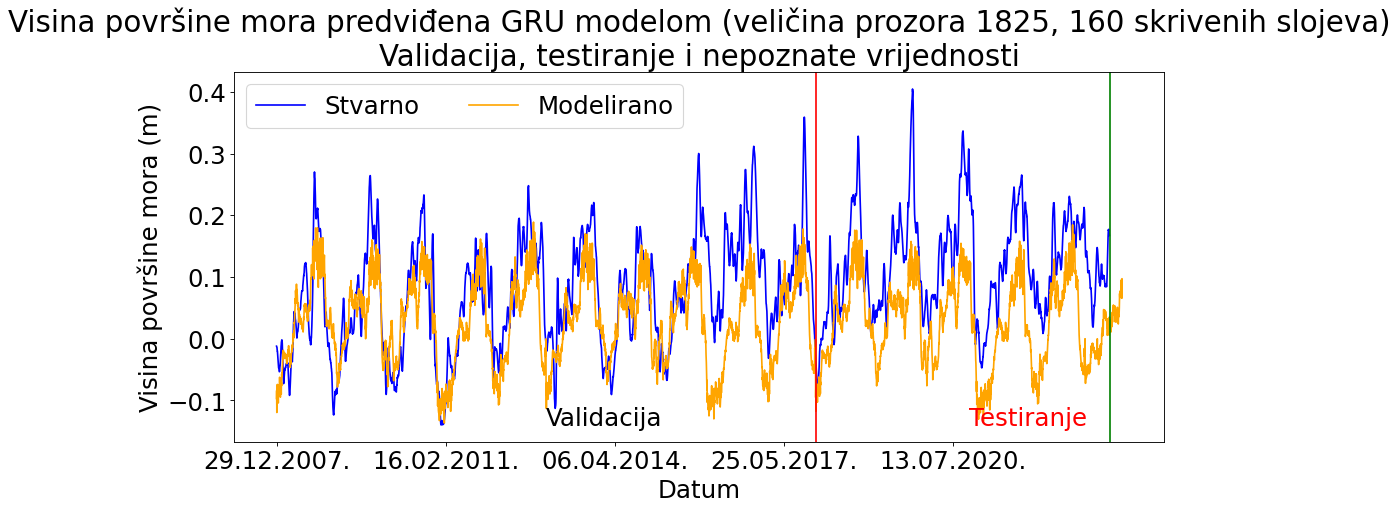 Visina površine mora predviđena GRU modelom (veličina prozora 1825, 160 skrivenih slojeva)
Validacija, testiranje i nepoznate vrijednosti
Stvarno Modelirano
Visina površine mora (m)
0.4
0.3
0.2
0.1
0.0
−0.1
Validacija Testiranje
29.12.2007. 16.02.2011. 06.04.2014. 25.05.2017. 13.07.2020.
Datum